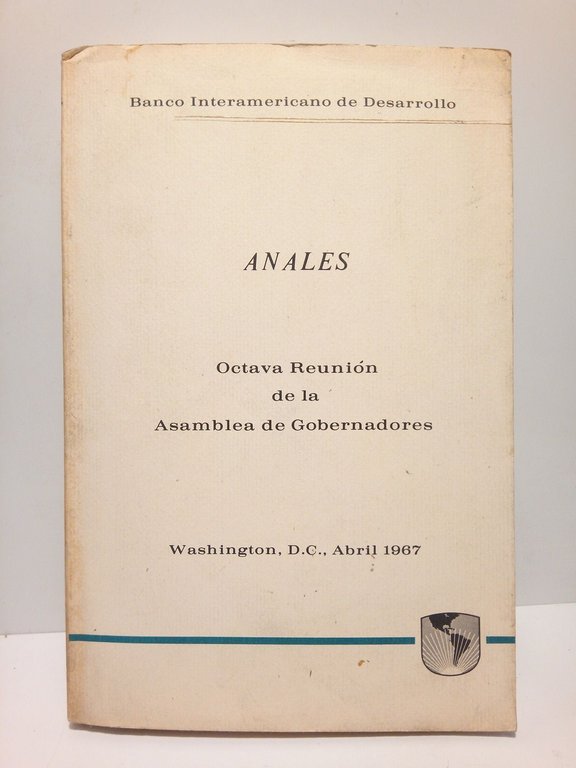 Banco Interamericano de Desarrollo
ANALES
Octava Reunión
de la
Asamblea de Gobernadores
Washington, D.C., Abril 1967